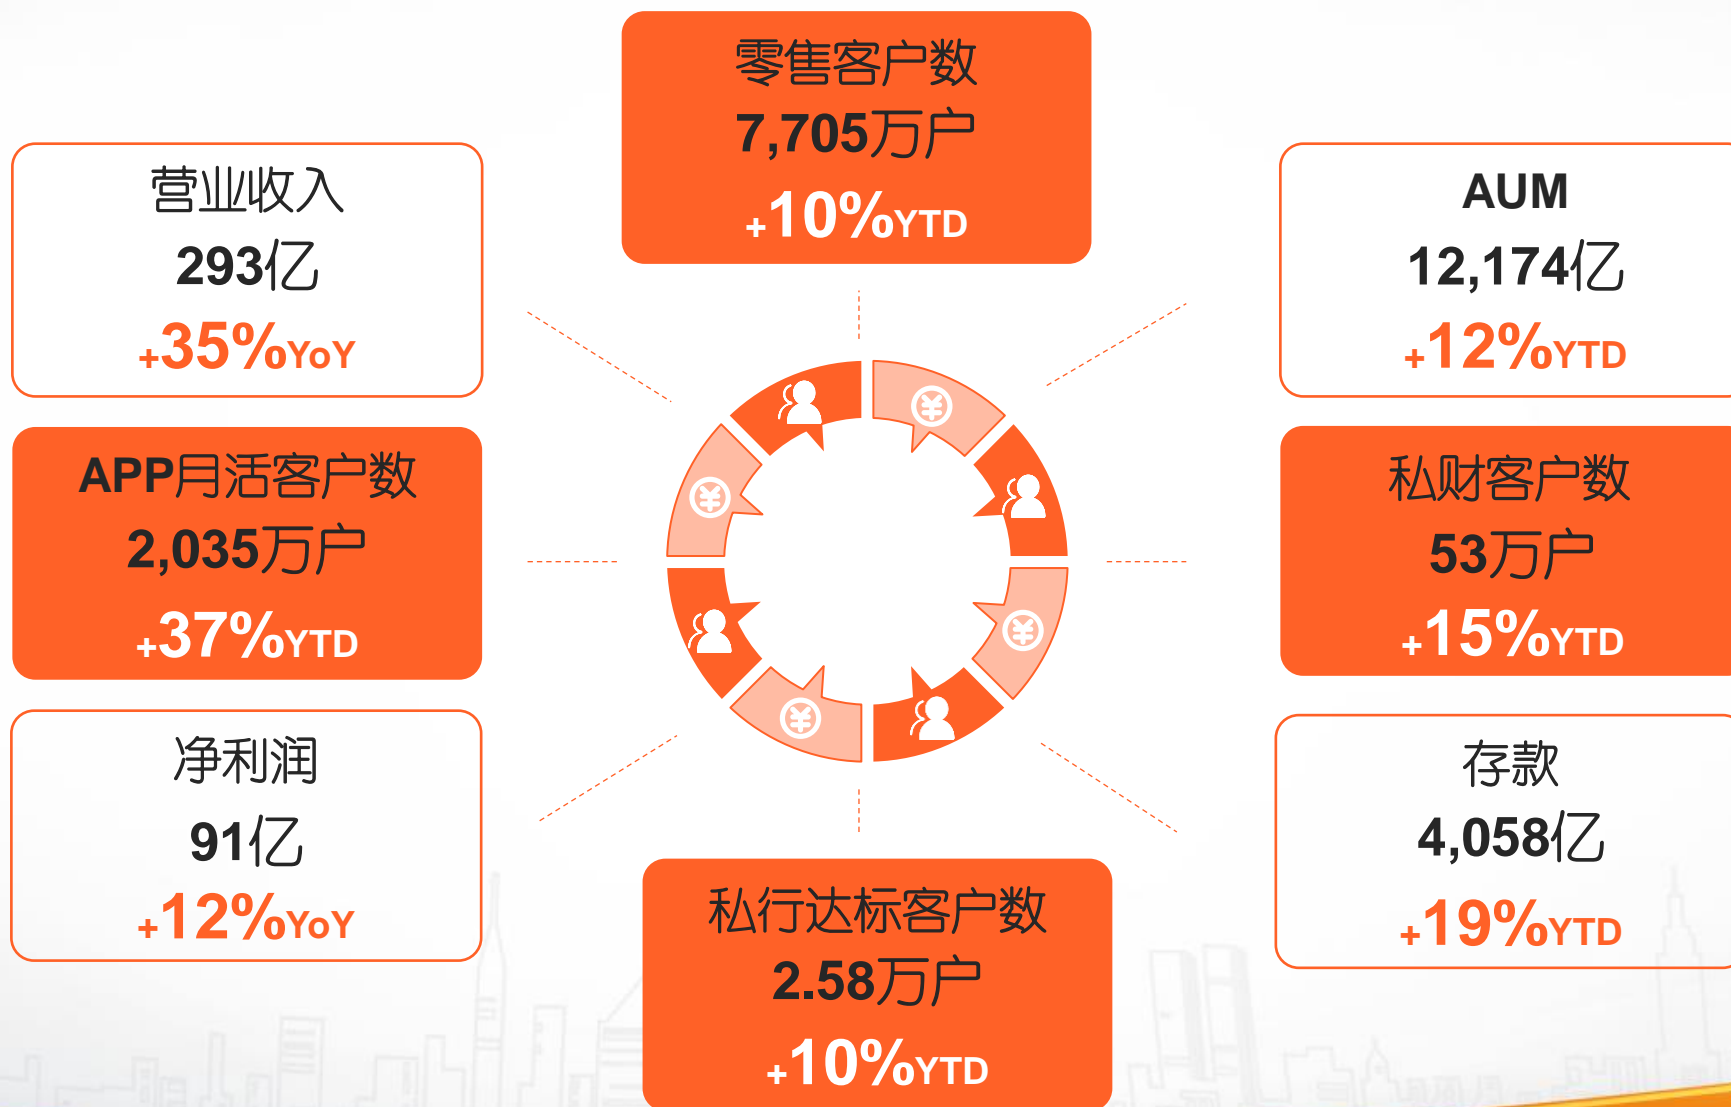 零售客户数
7,705万户
+10%YTD
营业收入
293亿
+35%YoY
AUM
12,174亿
+12%YTD
APP月活客户数
2,035万户
+37%YTD
私财客户数
53万户
+15%YTD
净利润
91亿
+12%YoY
存款
4,058亿
+19%YTD
私行达标客户数
2.58万户
+10%YTD